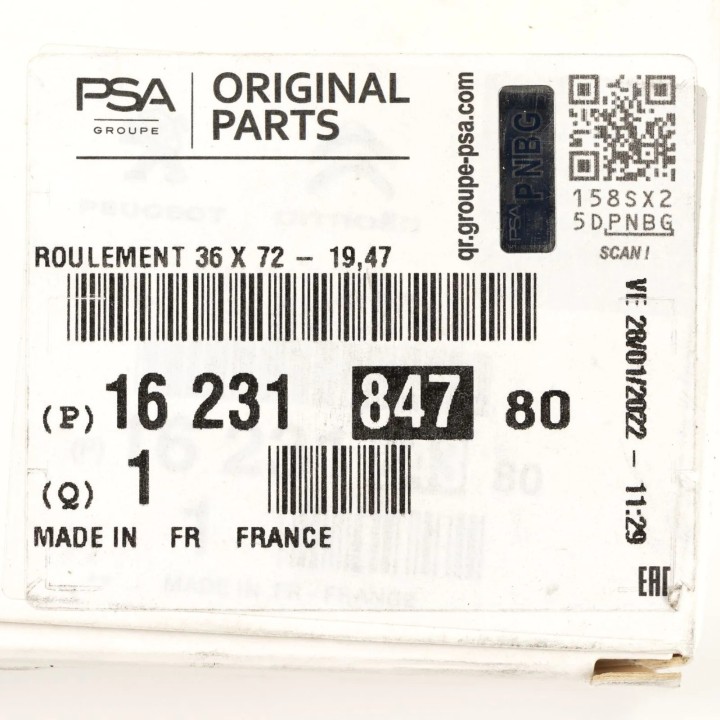 PSA
GROUPE
ORIGINAL
PARTS
qr.groupe-psa.com
PSA PNBG
158SX2
5DPNBG
SCAN!
ROULEMENT 36 X 72 – 19,47
(P) 16 231 847 80
(Q) 1
MADE IN FR FRANCE
VE 28/01/2022 – 11:29
EAC